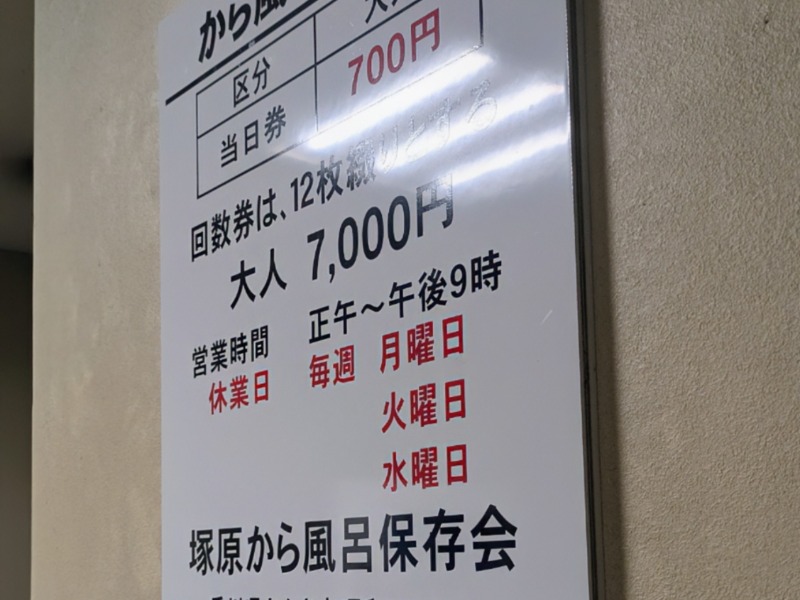 から風
区分
当日券 700円
回数券は、12枚綴りとする
大人 7,000円
営業時間 正午～午後9時
休業日 毎週 月曜日
火曜日
水曜日
塚原から風呂保存会